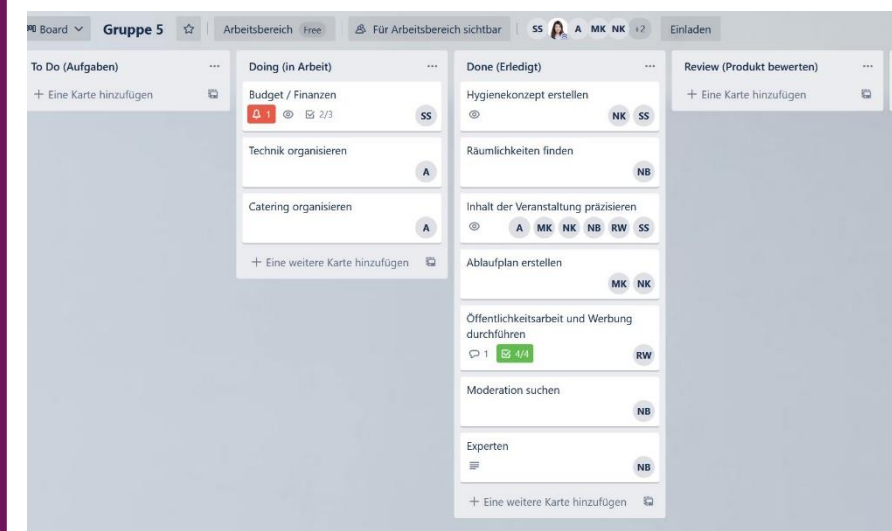 Board
Gruppe 5
Arbeitsbereich Free
Für Arbeitsbereich sichtbar
SS A MK NK +2
Einladen
To Do (Aufgaben)
+ Eine Karte hinzufügen
Doing (in Arbeit)
Budget / Finanzen
1 2/3 SS
Technik organisieren
A
Catering organisieren
A
+ Eine weitere Karte hinzufügen
Done (Erledigt)
Hygienekonzept erstellen
NK SS
Räumlichkeiten finden
NB
Inhalt der Veranstaltung präzisieren
A MK NK NB RW SS
Ablaufplan erstellen
MK NK
Öffentlichkeitsarbeit und Werbung
durchführen
1 4/4 RW
Moderation suchen
NB
Experten
NB
+ Eine weitere Karte hinzufügen
Review (Produkt bewerten)
+ Eine Karte hinzufügen